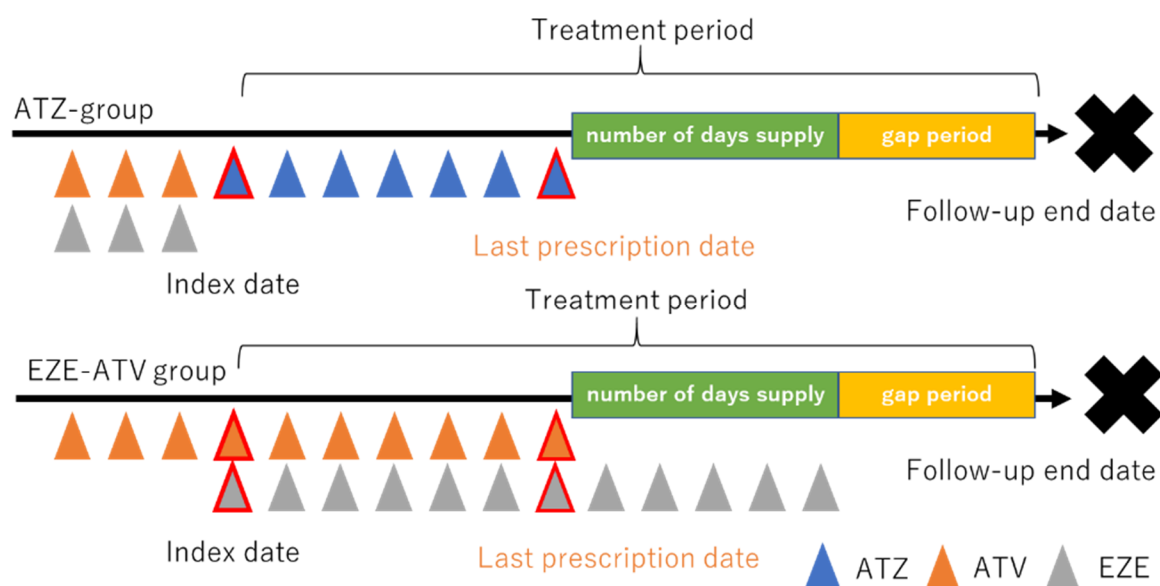 Treatment period
ATZ-group
number of days supply
gap period
Follow-up end date
Last prescription date
Index date
Treatment period
EZE-ATV group
number of days supply
gap period
Follow-up end date
Index date
Last prescription date
ATZ
ATV
EZE